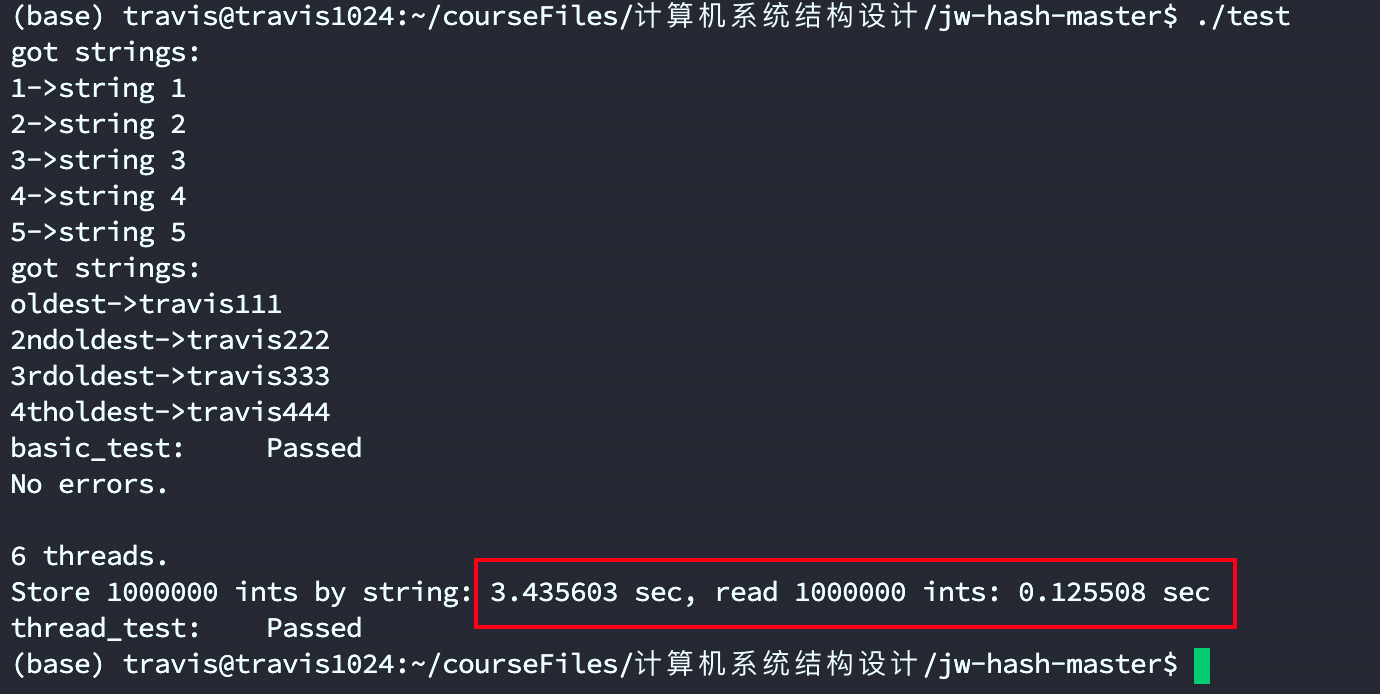 (base) travis@travis1024:~/courseFiles/计算机系统结构设计/jw-hash-master$ ./test
got strings:
1->string 1
2->string 2
3->string 3
4->string 4
5->string 5
got strings:
oldest->travis111
2ndoldest->travis222
3rdoldest->travis333
4tholdest->travis444
basic_test:     Passed
No errors.
6 threads.
Store 1000000 ints by string: 3.435603 sec, read 1000000 ints: 0.125508 sec
thread_test:    Passed
(base) travis@travis1024:~/courseFiles/计算机系统结构设计/jw-hash-master$